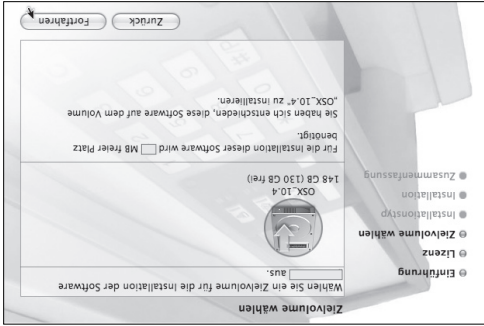 Zielvolume wählen
Einführung
Lizenz
Zielvolume wählen
Installationstyp
Installation
Zusammenfassung
Wählen Sie ein Zielvolume für die Installation der Software
aus.
OSX_10.4
148 GB (130 GB frei)
Für die Installation dieser Software wird MB freier Platz
benötigt.
Sie haben sich entschieden, diese Software auf dem Volume
„OSX_10.4“ zu installieren.
Zurück
Fortfahren